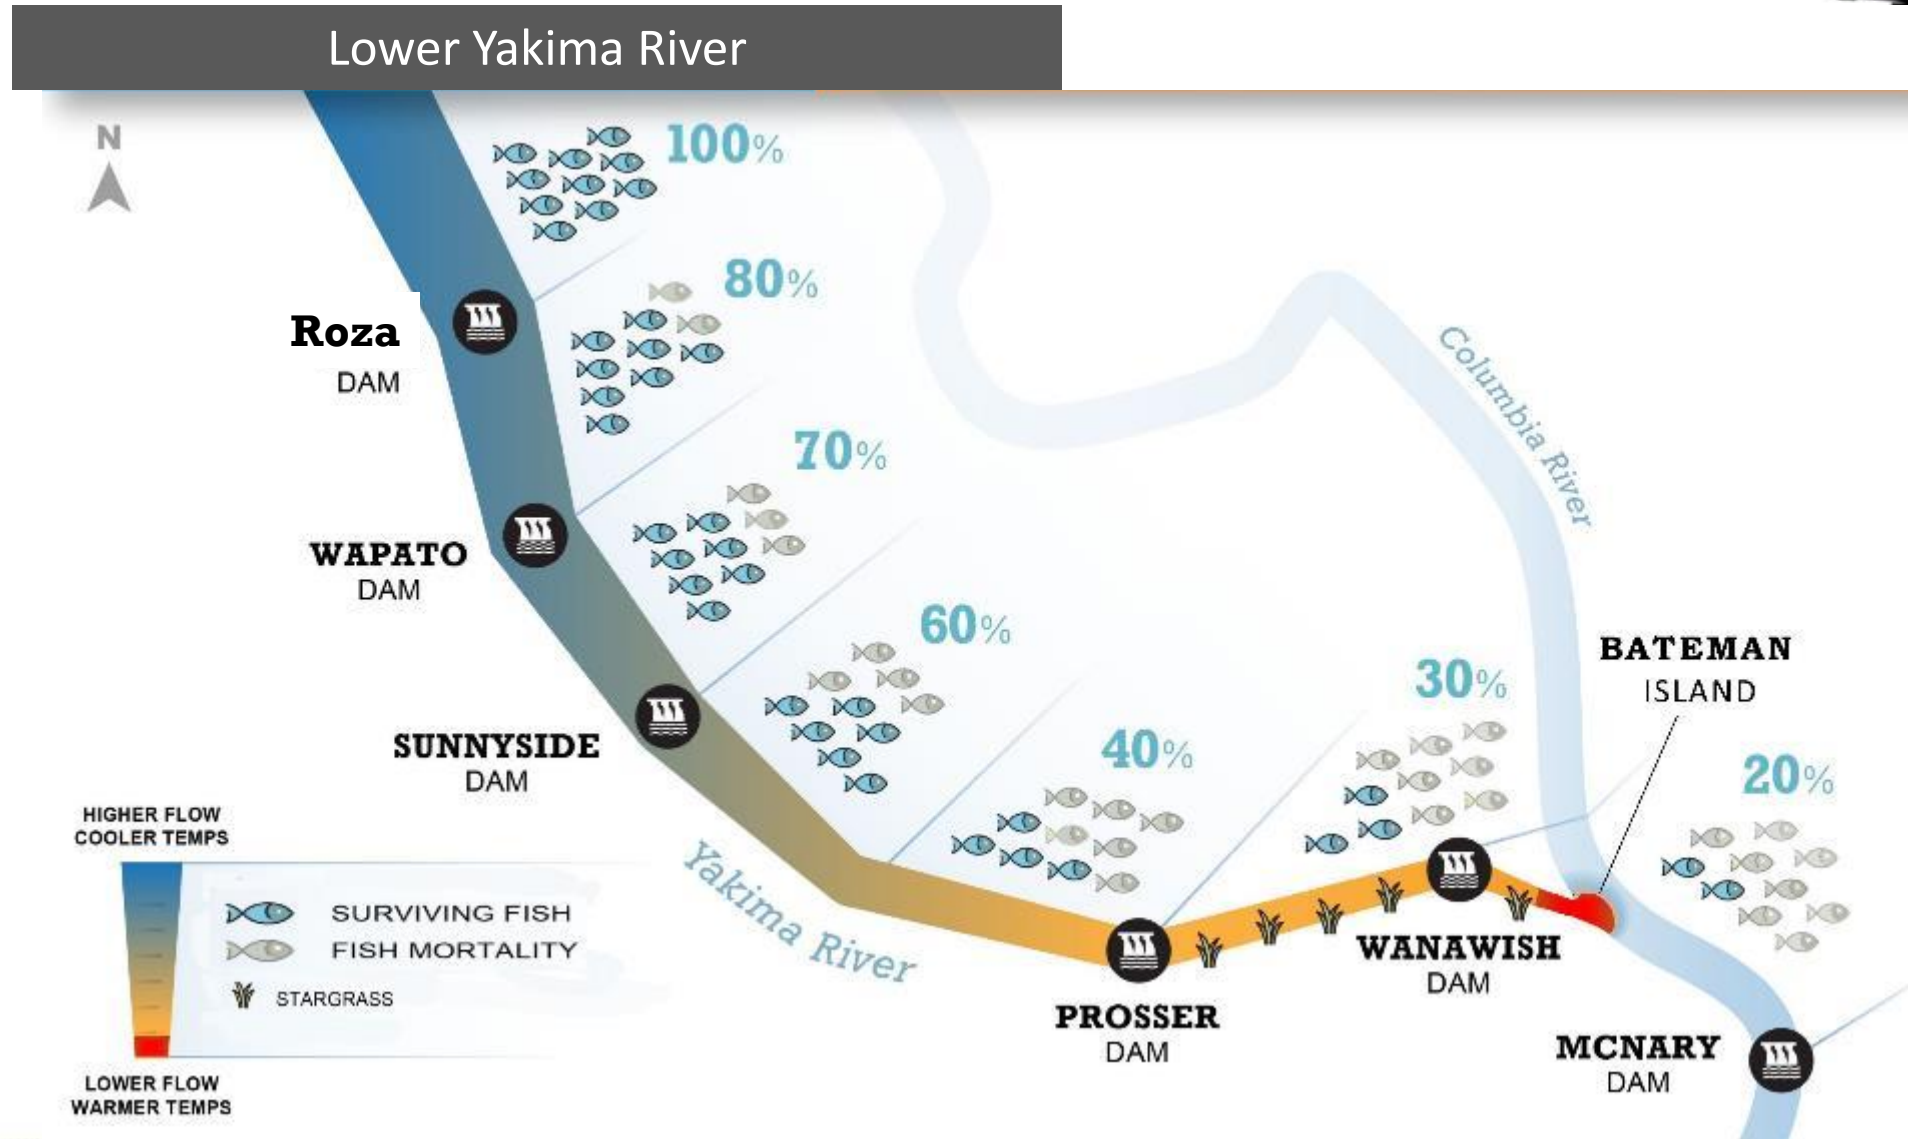 Lower Yakima River
N
100%
80%
Roza
DAM
70%
Columbia River
WAPATO
DAM
60%
BATEMAN
ISLAND
30%
SUNNYSIDE
DAM
40%
20%
HIGHER FLOW
COOLER TEMPS
Yakima River
SURVIVING FISH
FISH MORTALITY
STARGRASS
WANAWISH
DAM
PROSSER
DAM
MCNARY
DAM
LOWER FLOW
WARMER TEMPS